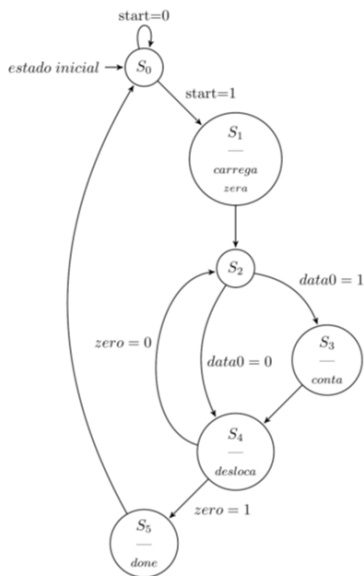 start=0
estado inicial
S₀
start=1
S₁
—
carrega
zera
S₂
data0 = 1
zero = 0
data0 = 0
S₃
—
conta
S₄
—
desloca
zero = 1
S₅
—
done